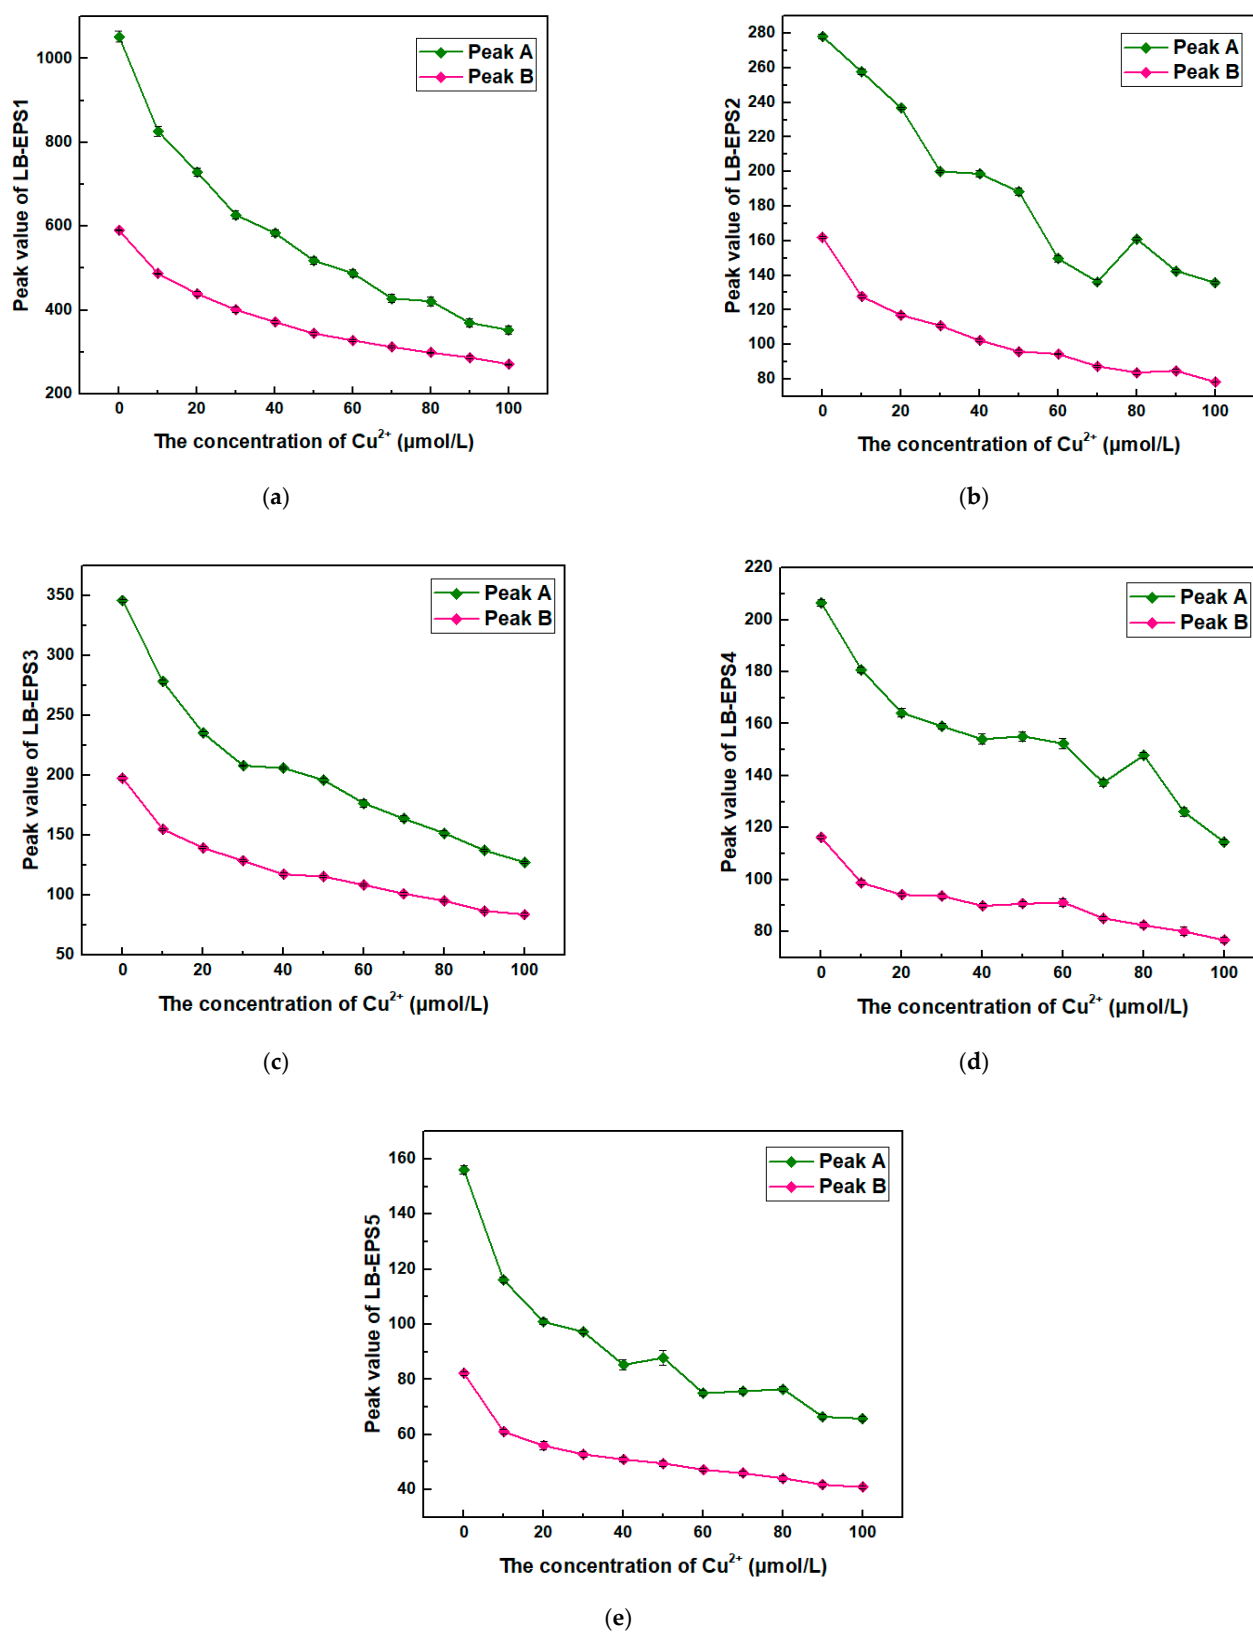 Peak value of LB-EPS1
1000
800
600
400
200
Peak A
Peak B
0 20 40 60 80 100
The concentration of Cu²⁺ (μmol/L)
(a)
Peak value of LB-EPS2
280
260
240
220
200
180
160
140
120
100
80
Peak A
Peak B
0 20 40 60 80 100
The concentration of Cu²⁺ (μmol/L)
(b)
Peak value of LB-EPS3
350
300
250
200
150
100
50
Peak A
Peak B
0 20 40 60 80 100
The concentration of Cu²⁺ (μmol/L)
(c)
Peak value of LB-EPS4
220
200
180
160
140
120
100
80
Peak A
Peak B
0 20 40 60 80 100
The concentration of Cu²⁺ (μmol/L)
(d)
Peak value of LB-EPS5
160
140
120
100
80
60
40
Peak A
Peak B
0 20 40 60 80 100
The concentration of Cu²⁺ (μmol/L)
(e)